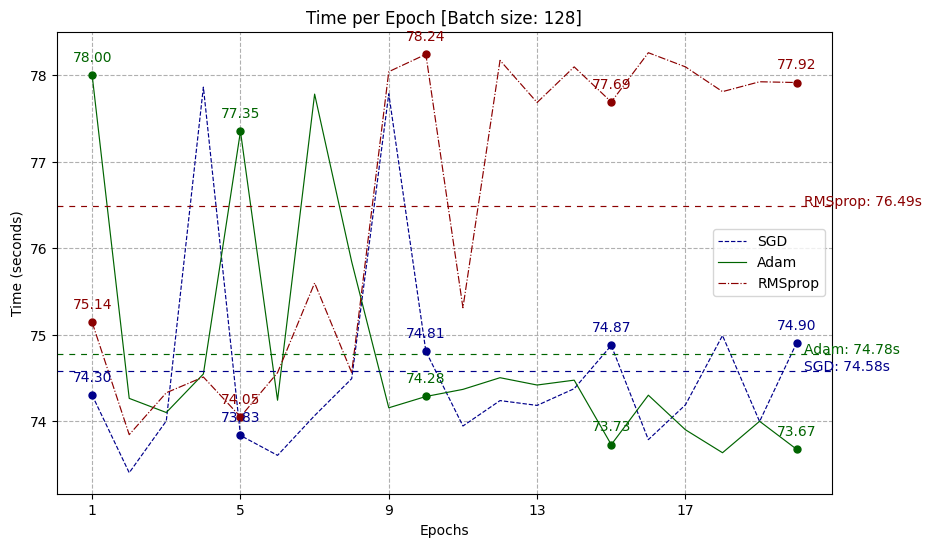 Time per Epoch [Batch size: 128]
78.24
78.00
77.92
77.69
77.35
RMSprop: 76.49s
75.14
74.81
74.87
74.90
Adam: 74.78s
SGD: 74.58s
74.30
74.28
74.05
73.83
73.73
73.67
SGD
Adam
RMSprop
78
77
76
75
74
Time (seconds)
1 5 9 13 17
Epochs